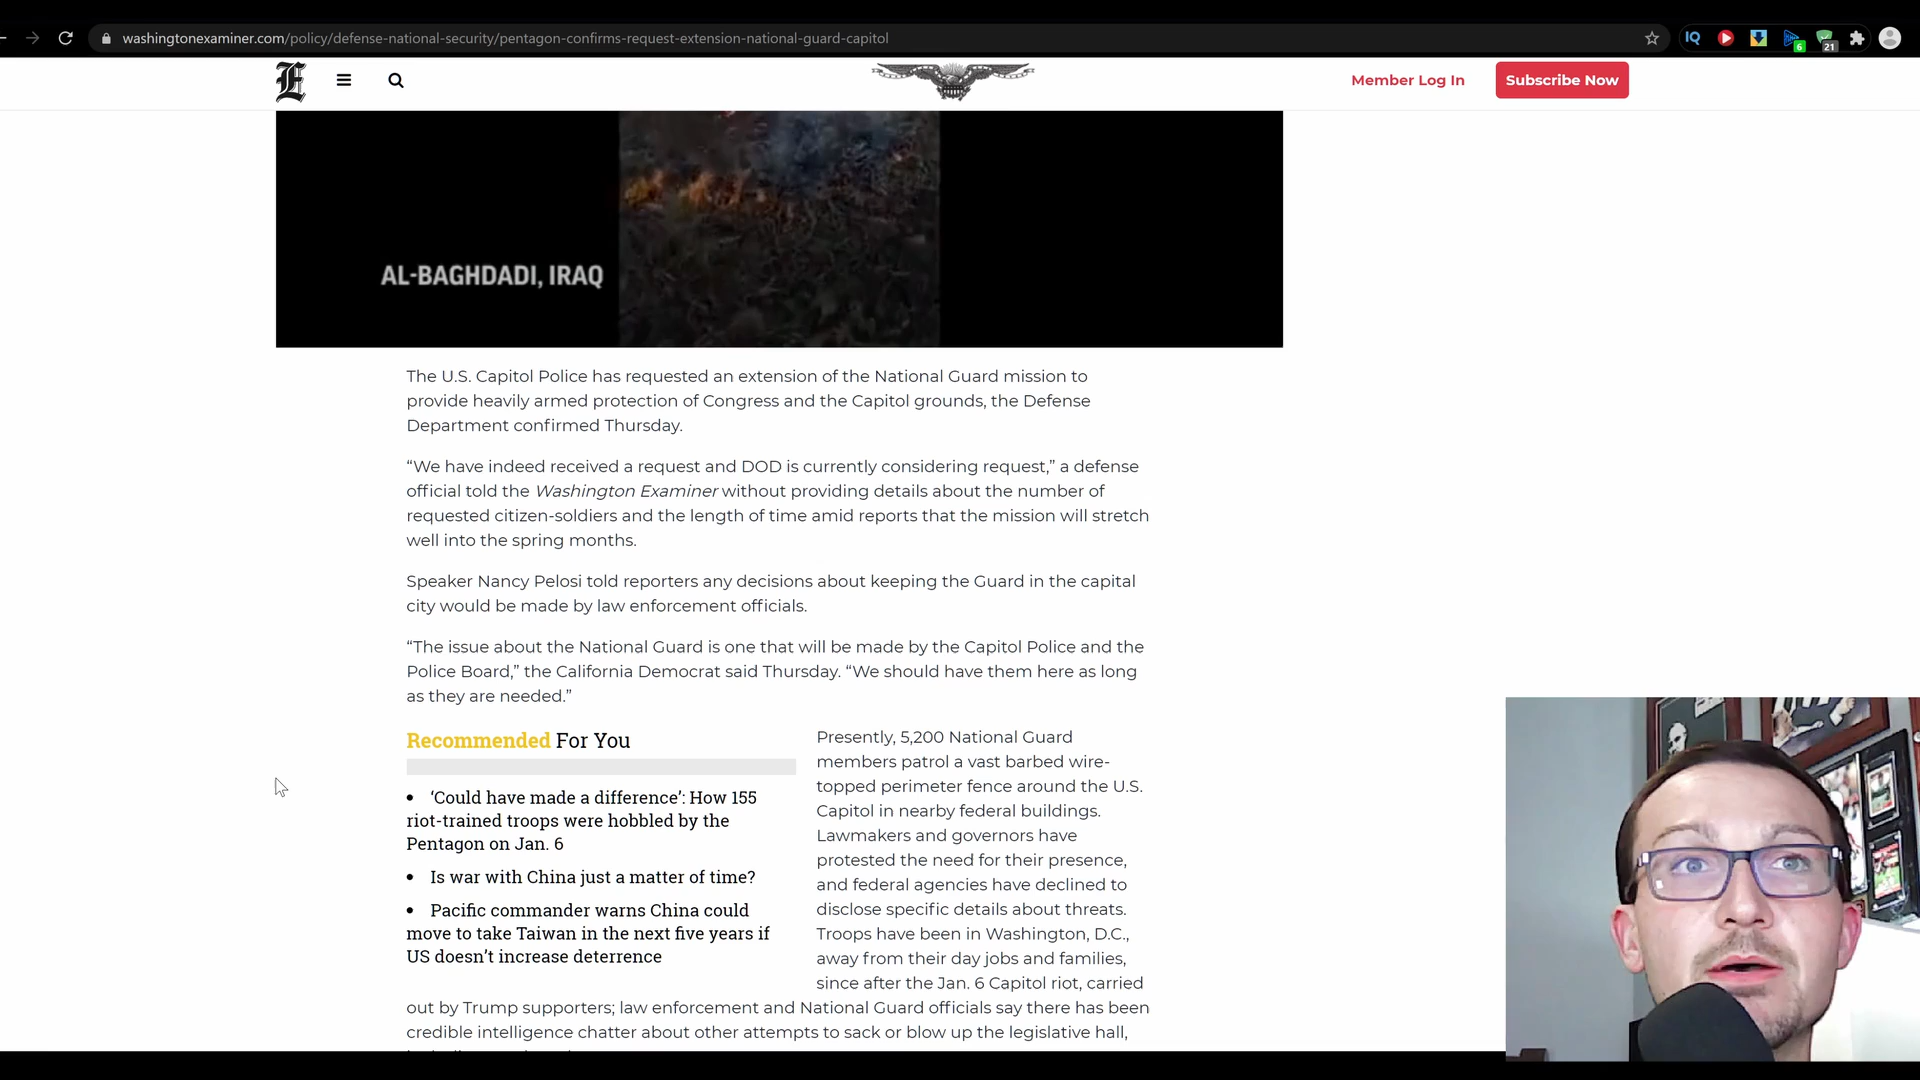 washingtonexaminer.com/policy/defense-national-security/pentagon-confirms-request-extension-national-guard-capitol
IQ
6
21
E
Member Log In
Subscribe Now
AL-BAGHDADI, IRAQ
The U.S. Capitol Police has requested an extension of the National Guard mission to
provide heavily armed protection of Congress and the Capitol grounds, the Defense
Department confirmed Thursday.
“We have indeed received a request and DOD is currently considering request,” a defense
official told the Washington Examiner without providing details about the number of
requested citizen-soldiers and the length of time amid reports that the mission will stretch
well into the spring months.
Speaker Nancy Pelosi told reporters any decisions about keeping the Guard in the capital
city would be made by law enforcement officials.
“The issue about the National Guard is one that will be made by the Capitol Police and the
Police Board,” the California Democrat said Thursday. “We should have them here as long
as they are needed.”
Recommended For You
• ‘Could have made a difference’: How 155
riot-trained troops were hobbled by the
Pentagon on Jan. 6
• Is war with China just a matter of time?
• Pacific commander warns China could
move to take Taiwan in the next five years if
US doesn’t increase deterrence
Presently, 5,200 National Guard
members patrol a vast barbed wire-
topped perimeter fence around the U.S.
Capitol in nearby federal buildings.
Lawmakers and governors have
protested the need for their presence,
and federal agencies have declined to
disclose specific details about threats.
Troops have been in Washington, D.C.,
away from their day jobs and families,
since after the Jan. 6 Capitol riot, carried
out by Trump supporters; law enforcement and National Guard officials say there has been
credible intelligence chatter about other attempts to sack or blow up the legislative hall,